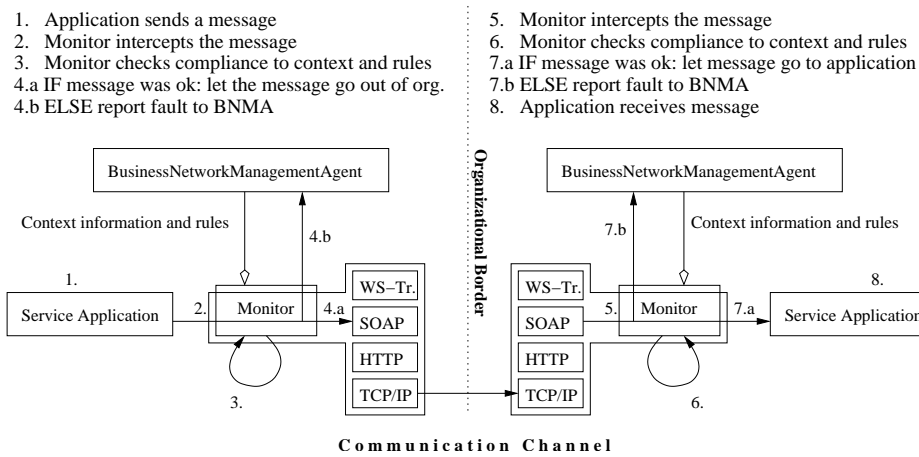 1. Application sends a message
2. Monitor intercepts the message
3. Monitor checks compliance to context and rules
4.a IF message was ok: let the message go out of org.
4.b ELSE report fault to BNMA
5. Monitor intercepts the message
6. Monitor checks compliance to context and rules
7.a IF message was ok: let message go to application
7.b ELSE report fault to BNMA
8. Application receives message
BusinessNetworkManagementAgent
Context information and rules
4.b
1.
Service Application
2.
Monitor
4.a
3.
WS–Tr.
SOAP
HTTP
TCP/IP
Organizational Border
BusinessNetworkManagementAgent
7.b
Context information and rules
WS–Tr.
SOAP
HTTP
TCP/IP
5.
Monitor
7.a
6.
8.
Service Application
Communication Channel